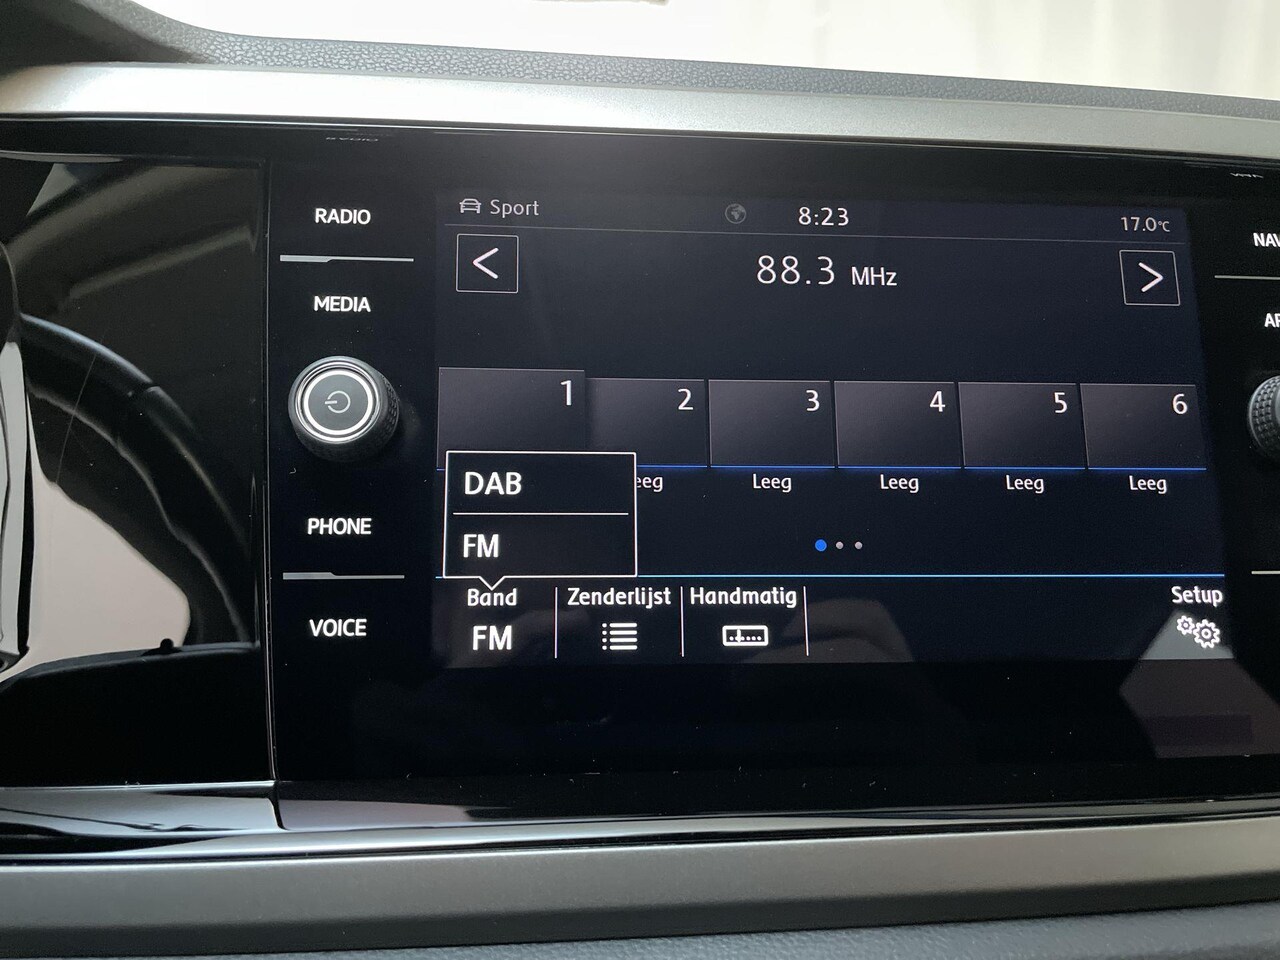 RADIO
MEDIA
PHONE
VOICE
Sport
8:23
17.0°C
<
88.3 MHz
>
1
2
3
4
5
6
eeg
Leeg
Leeg
Leeg
Leeg
DAB
FM
Band
FM
Zenderlijst
Handmatig
Setup
NAV